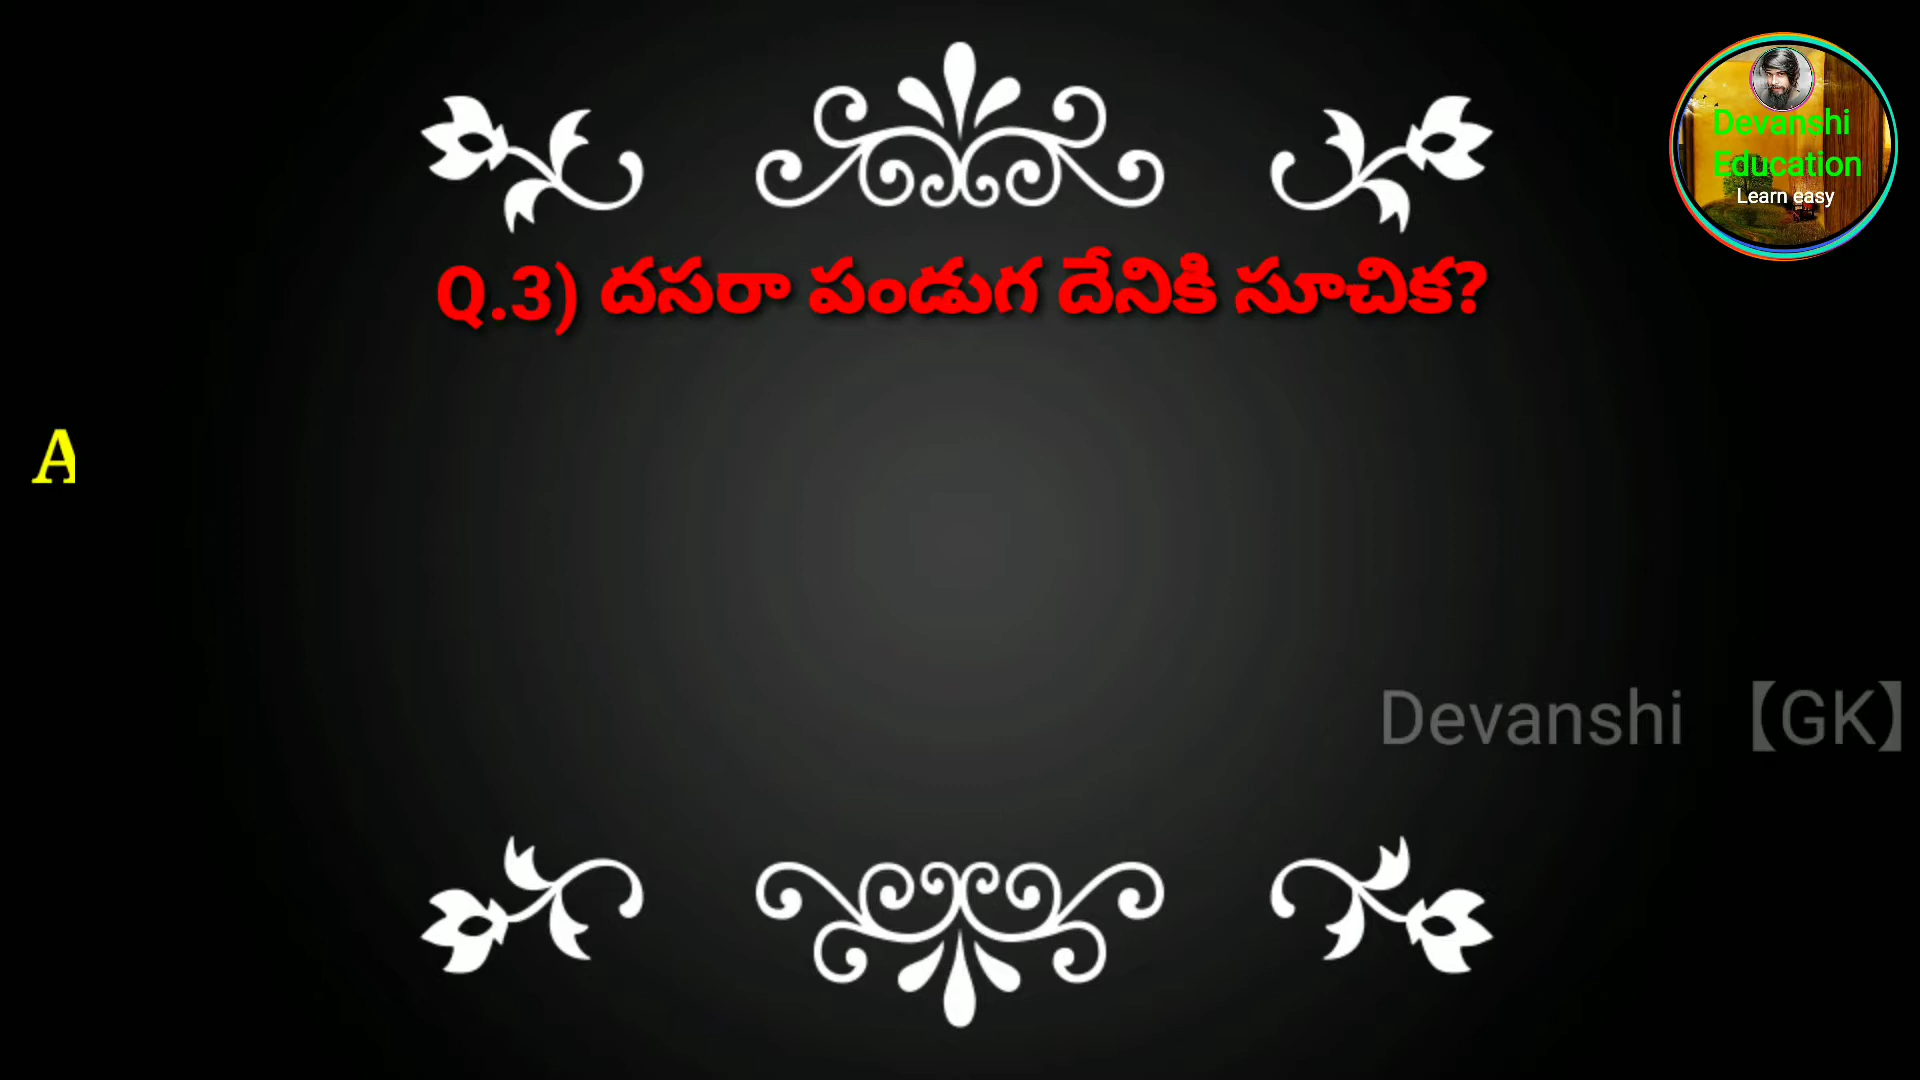 Devanshi
Education
Learn easy
Q.3) దసరా పండుగ దేనికి సూచిక?
A
Devanshi 【GK】